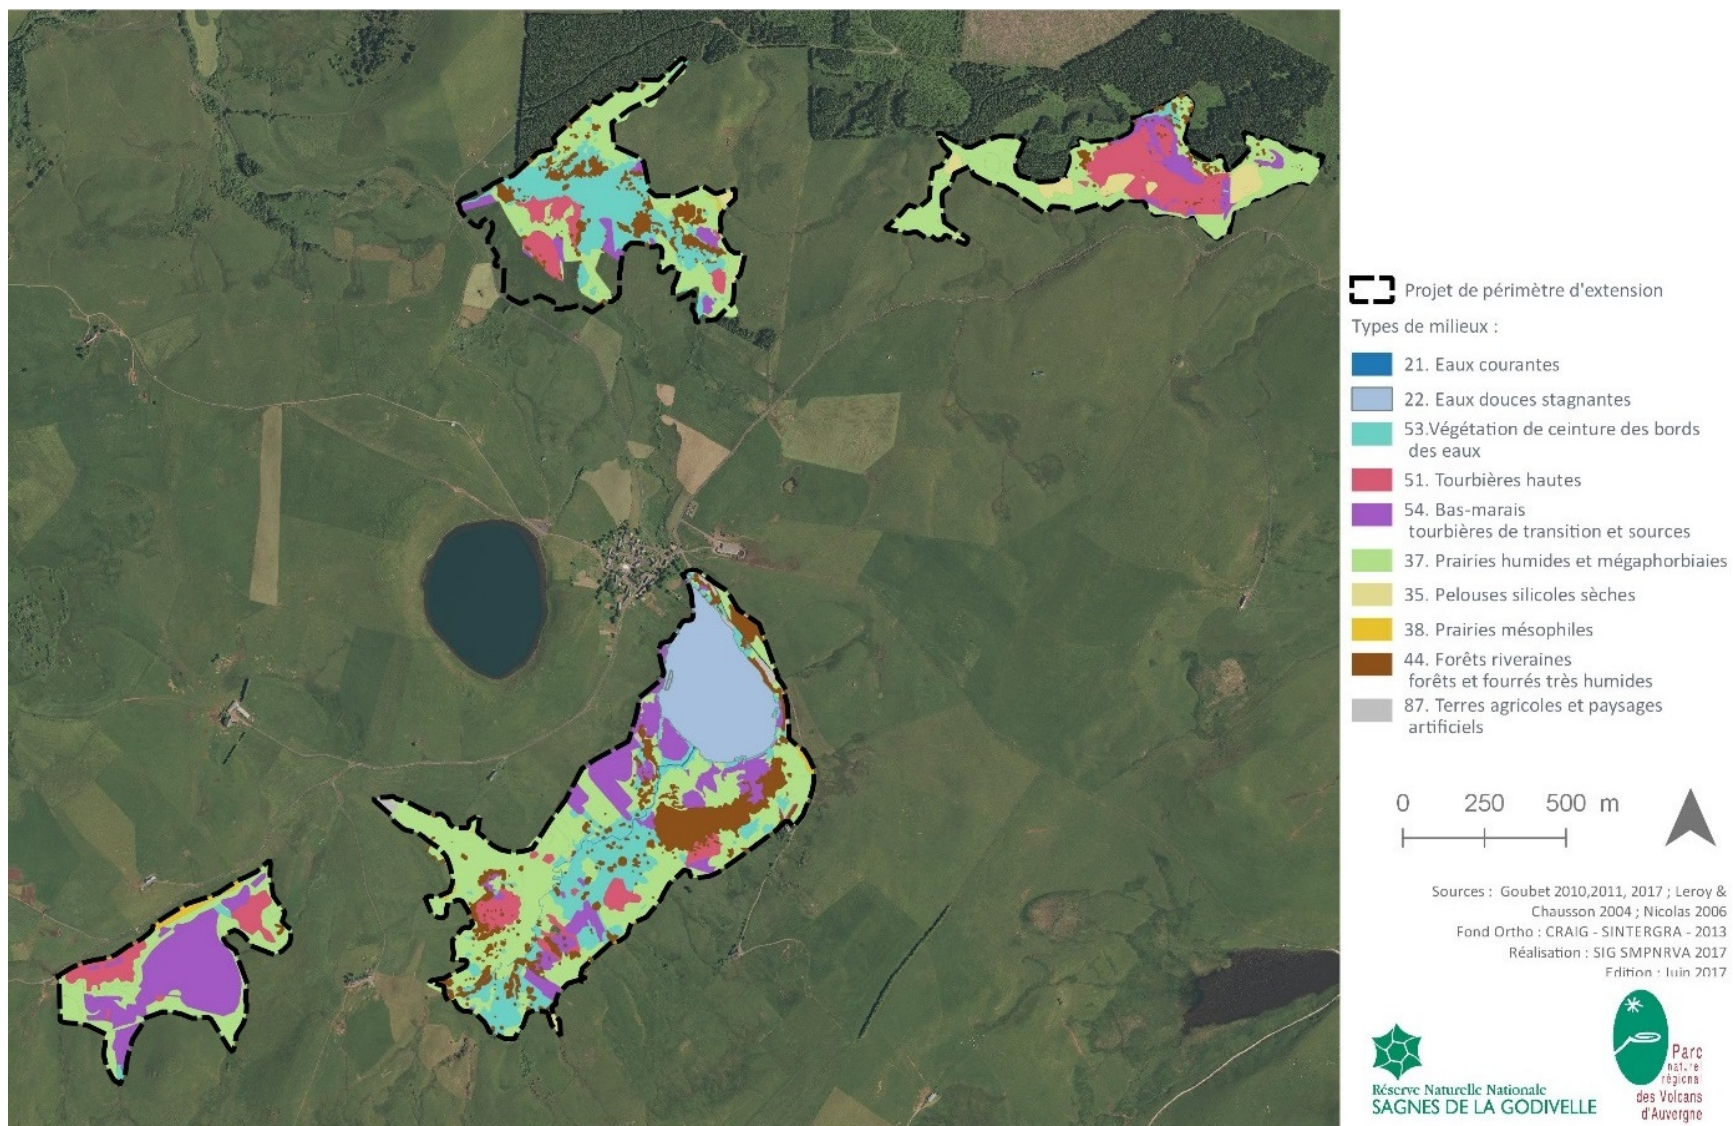 Projet de périmètre d'extension
Types de milieux :
21. Eaux courantes
22. Eaux douces stagnantes
53.Végétation de ceinture des bords
des eaux
51. Tourbières hautes
54. Bas-marais
tourbières de transition et sources
37. Prairies humides et mégaphorbiaies
35. Pelouses silicoles sèches
38. Prairies mésophiles
44. Forêts riveraines
forêts et fourrés très humides
87. Terres agricoles et paysages
artificiels
0 250 500 m
Sources : Goubet 2010,2011, 2017 ; Leroy &
Chausson 2004 ; Nicolas 2006
Fond Ortho : CRAIG - SINTERGRA - 2013
Réalisation : SIG SMPNRVA 2017
Edition : Juin 2017
Réserve Naturelle Nationale
SAGNES DE LA GODIVELLE
Parc
naturel
régional
des Volcans
d'Auvergne